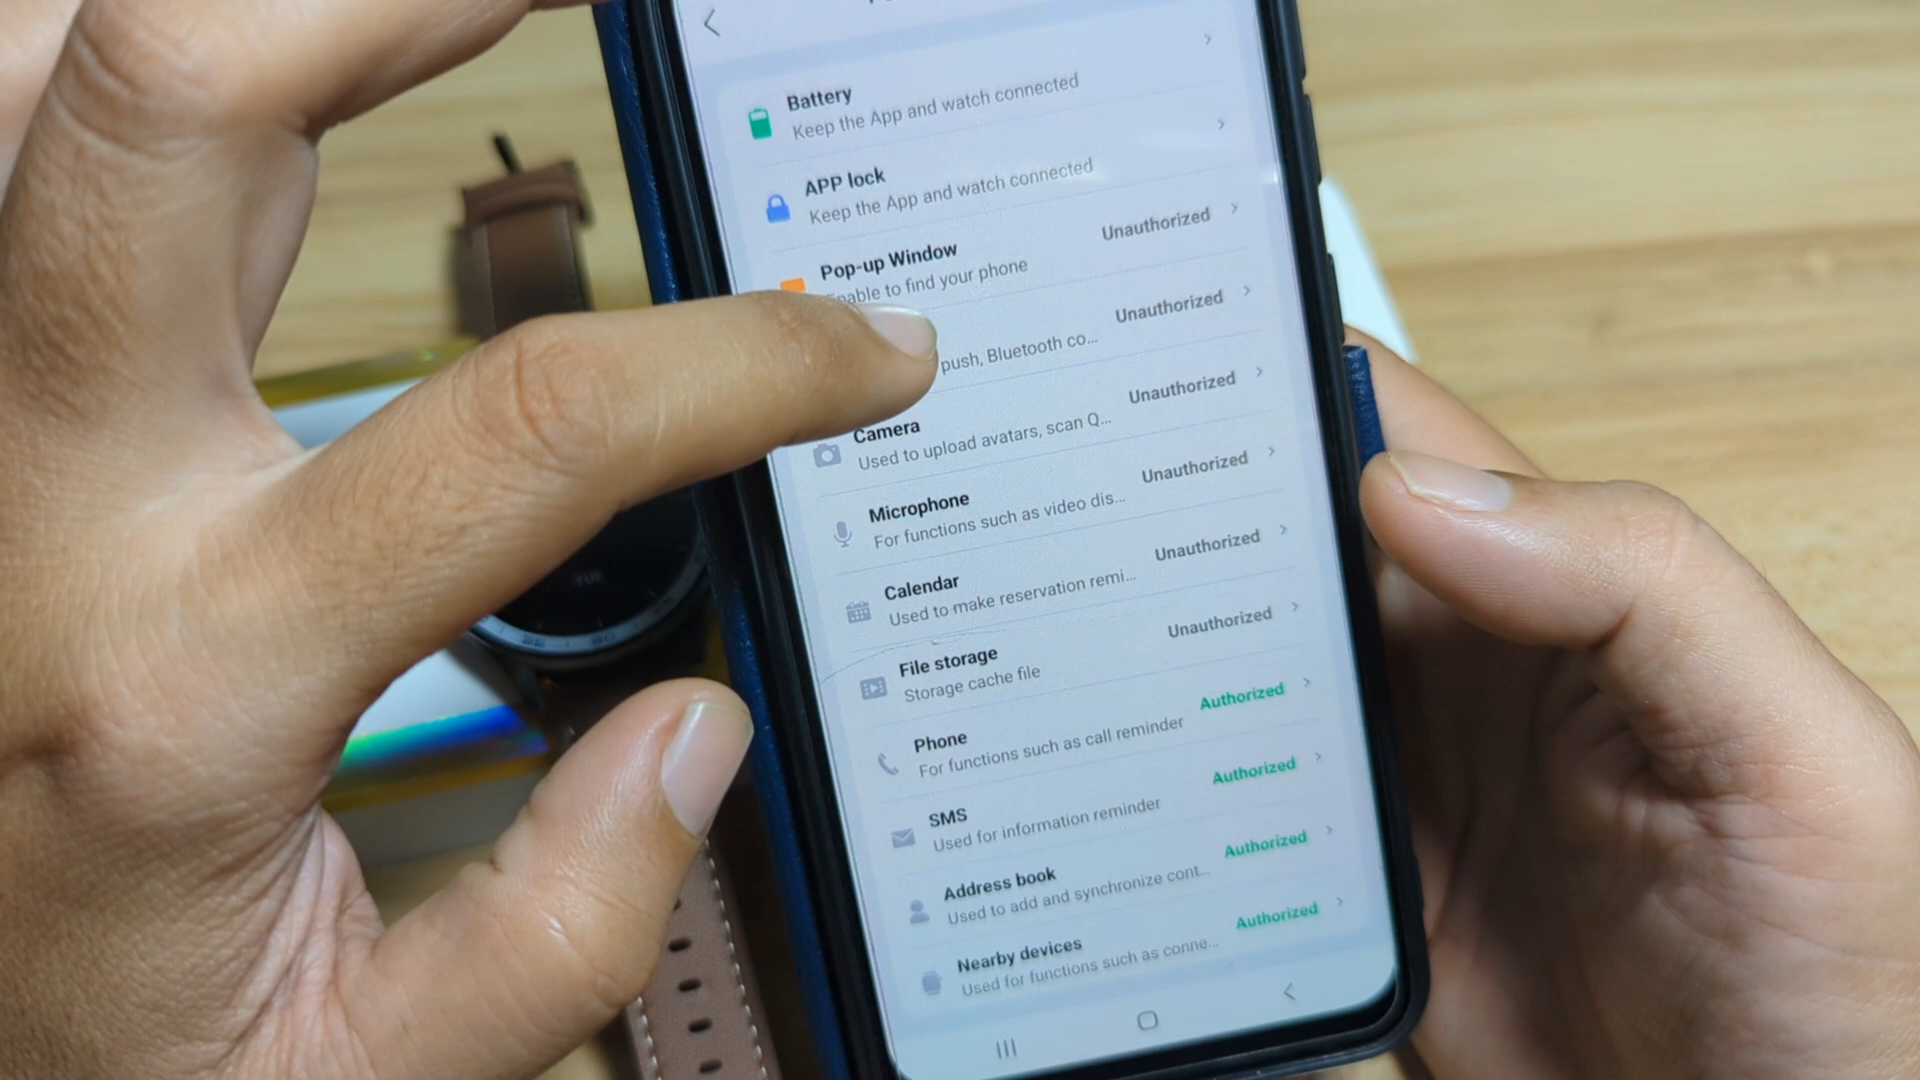 Battery
Keep the App and watch connected
APP lock
Keep the App and watch connected
Pop-up Window
Unauthorized
to find your phone
Unauthorized
push, Bluetooth co...
Camera
Unauthorized
Used to upload avatars, scan Q...
Microphone
Unauthorized
For functions such as video dis...
Calendar
Unauthorized
Used to make reservation remi...
File storage
Unauthorized
Storage cache file
Phone
Authorized
For functions such as call reminder
SMS
Authorized
Used for information reminder
Address book
Authorized
Used to add and synchronize cont...
Nearby devices
Authorized
Used for functions such as conne...
TUE